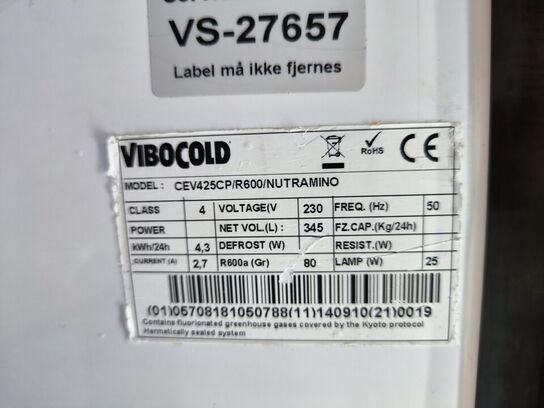 VS-27657
Label må ikke fjernes
VIBOCOLD RoHS CE
MODEL : CEV425CP/R600/NUTRAMINO
CLASS 4 VOLTAGE(V 230 FREQ. (Hz) 50
POWER NET VOL.(L) : 345 FZ.CAP.(Kg/24h)
kWh/24h 4,3 DEFROST (W) RESIST.(W)
CURRENT (A) 2,7 R600a (Gr) 80 LAMP (W) 25
(01)05708181050788(11)140910(21)0019
Contains fluorionated greenhouse gases covered by the Kyoto protocol
Hermetically sealed system